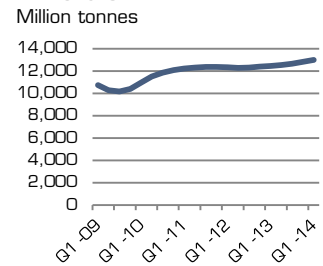 Million tonnes
14,000
12,000
10,000
8,000
6,000
4,000
2,000
0
Q1 -09
Q1 -10
Q1 -11
Q1 -12
Q1 -13
Q1 -14